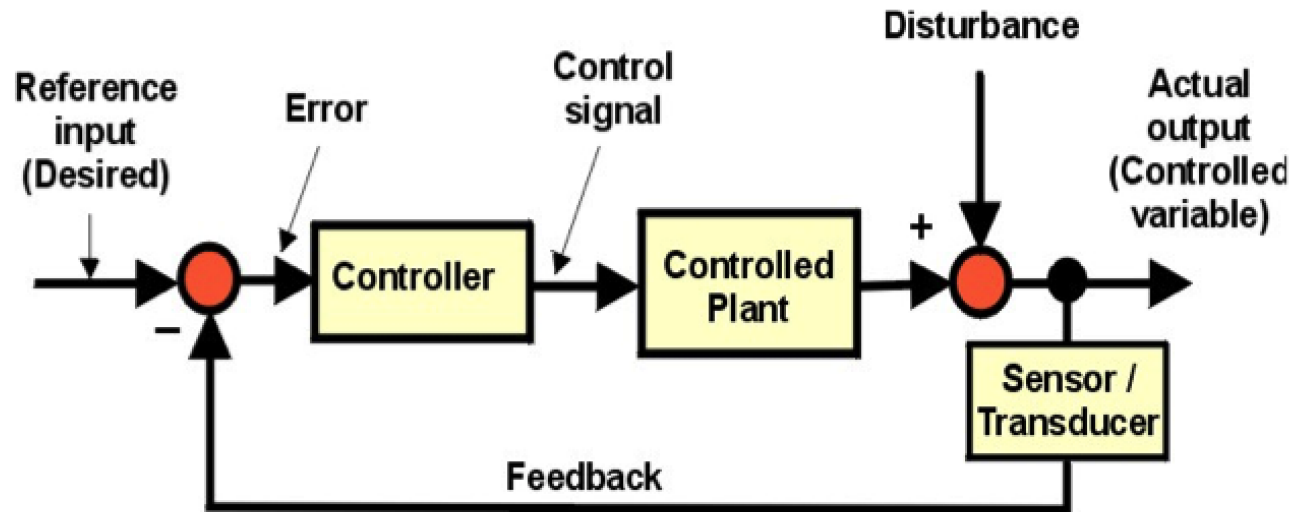 Disturbance
Reference
input
(Desired)
Error
Control
signal
Actual
output
(Controlled
variable)
+
Controller
Controlled
Plant
−
Sensor /
Transducer
Feedback